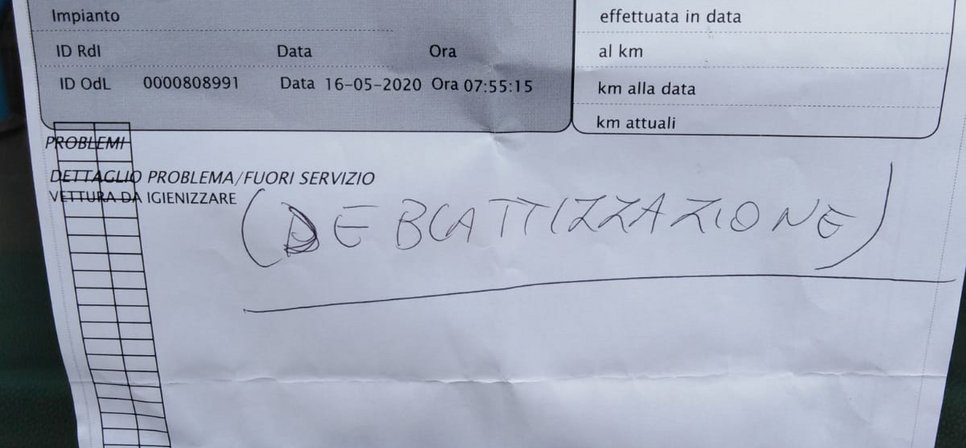 Impianto
ID RdI Data Ora
ID OdL 0000808991 Data 16-05-2020 Ora 07:55:15
effettuata in data
al km
km alla data
km attuali
PROBLEMI
DETTAGLIO PROBLEMA/FUORI SERVIZIO
VETTURA DA IGIENIZZARE
(DEBLATTIZZAZIONE)